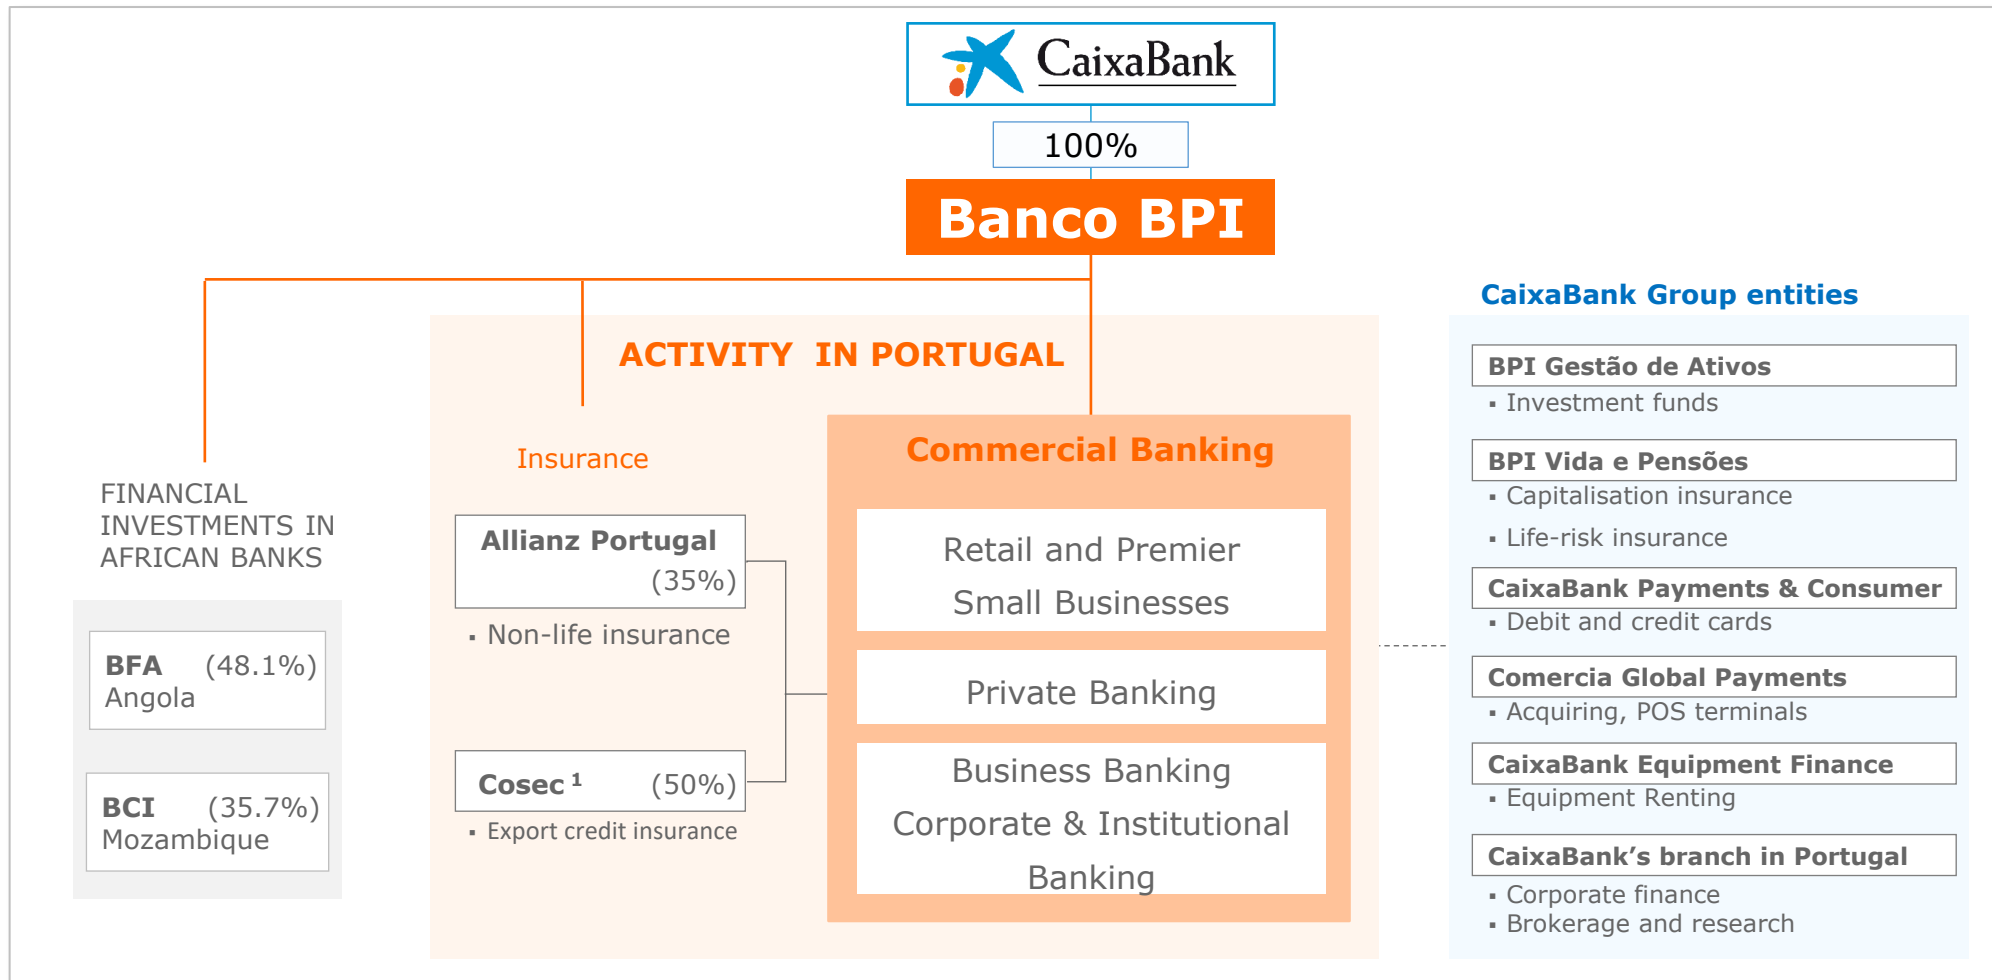 CaixaBank
100%
Banco BPI
FINANCIAL
INVESTMENTS IN
AFRICAN BANKS
BFA (48.1%)
Angola
BCI (35.7%)
Mozambique
ACTIVITY IN PORTUGAL
Insurance
Allianz Portugal
(35%)
▪ Non-life insurance
Cosec ¹ (50%)
▪ Export credit insurance
Commercial Banking
Retail and Premier
Small Businesses
Private Banking
Business Banking
Corporate & Institutional
Banking
CaixaBank Group entities
BPI Gestão de Ativos
▪ Investment funds
BPI Vida e Pensões
▪ Capitalisation insurance
▪ Life-risk insurance
CaixaBank Payments & Consumer
▪ Debit and credit cards
Comercia Global Payments
▪ Acquiring, POS terminals
CaixaBank Equipment Finance
▪ Equipment Renting
CaixaBank’s branch in Portugal
▪ Corporate finance
▪ Brokerage and research